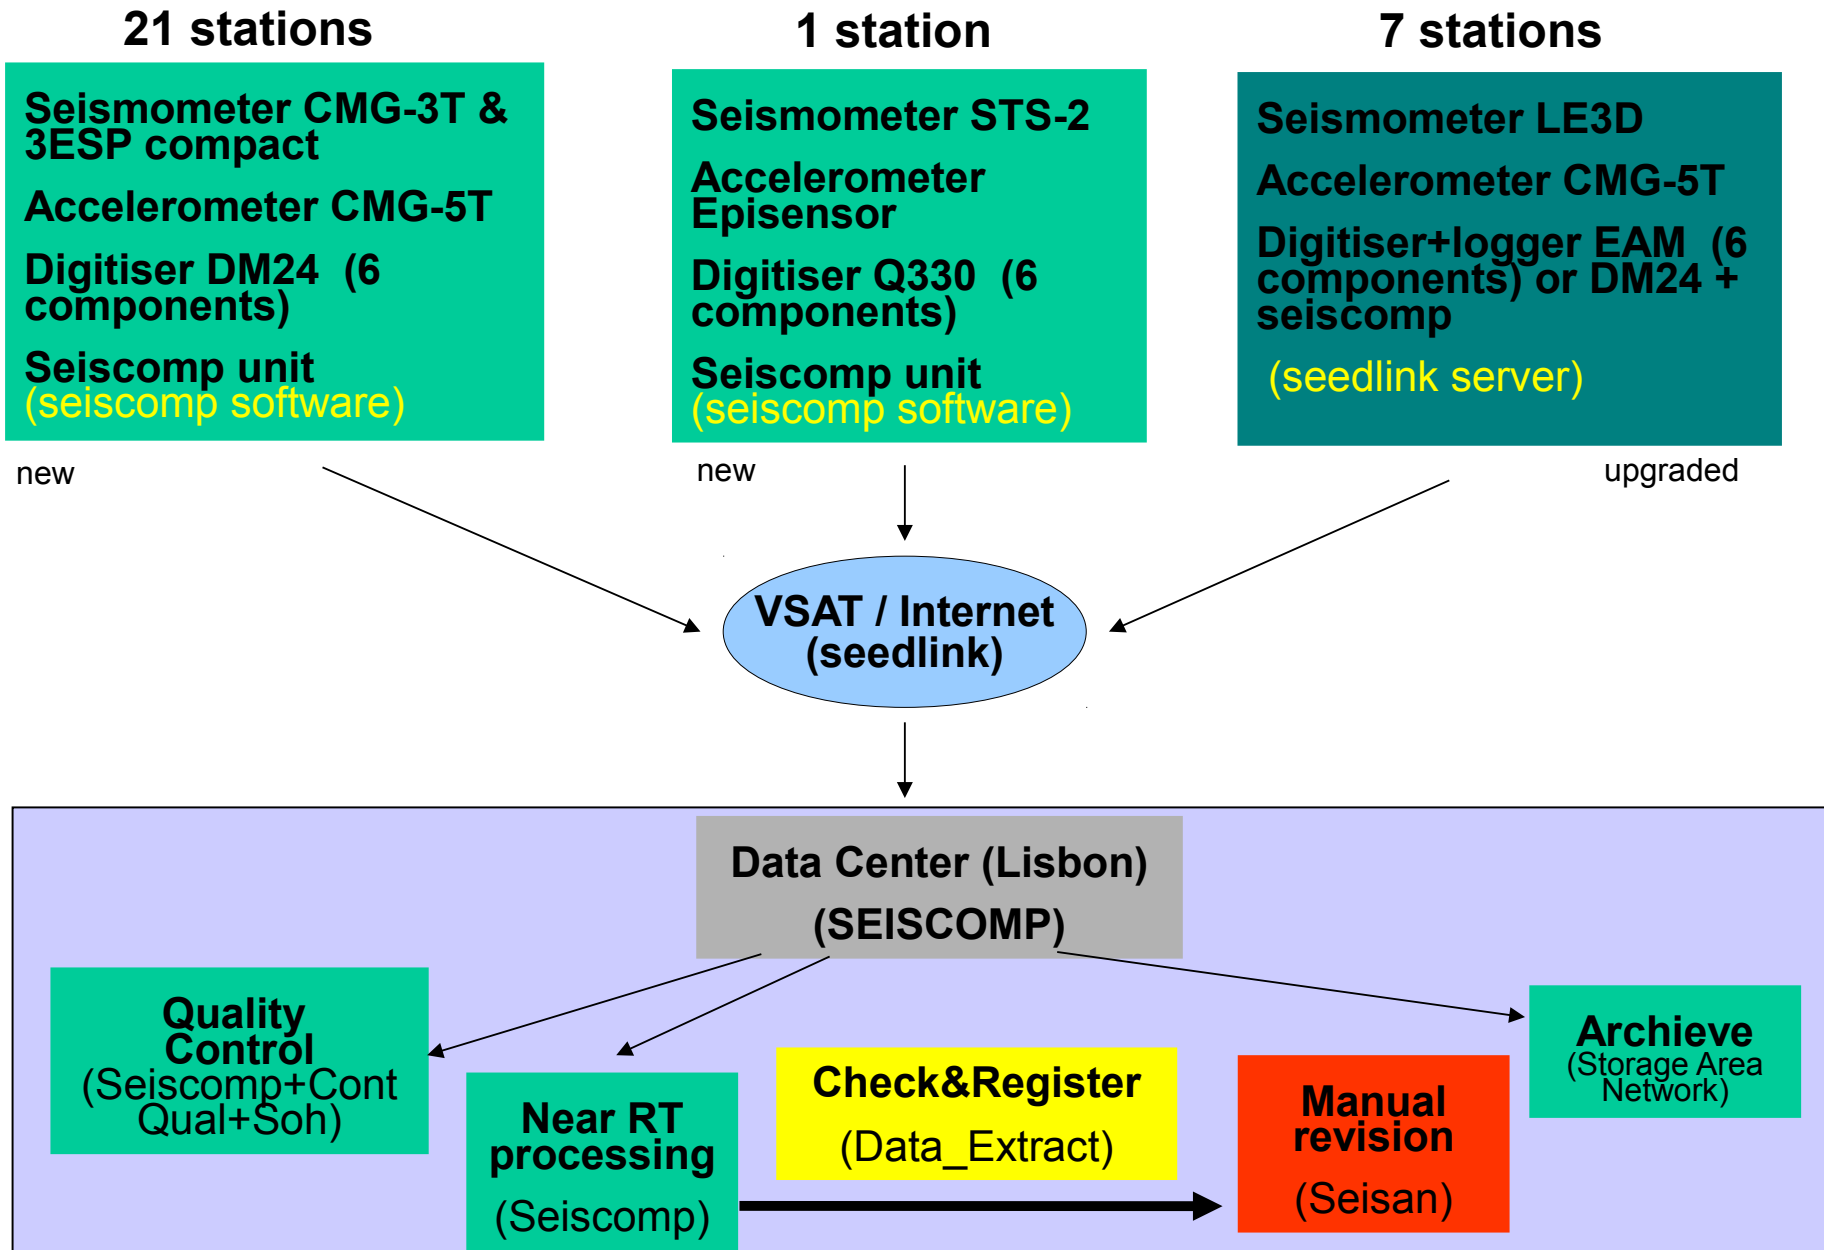 21 stations
1 station
7 stations
Seismometer CMG-3T &
3ESP compact
Accelerometer CMG-5T
Digitiser DM24 (6
components)
Seiscomp unit
(seiscomp software)
new
Seismometer STS-2
Accelerometer
Episensor
Digitiser Q330 (6
components)
Seiscomp unit
(seiscomp software)
new
Seismometer LE3D
Accelerometer CMG-5T
Digitiser+logger EAM (6
components) or DM24 +
seiscomp
(seedlink server)
upgraded
VSAT / Internet
(seedlink)
Data Center (Lisbon)
(SEISCOMP)
Quality
Control
(Seiscomp+Cont
Qual+Soh)
Near RT
processing
(Seiscomp)
Check&Register
(Data_Extract)
Manual
revision
(Seisan)
Archieve
(Storage Area
Network)